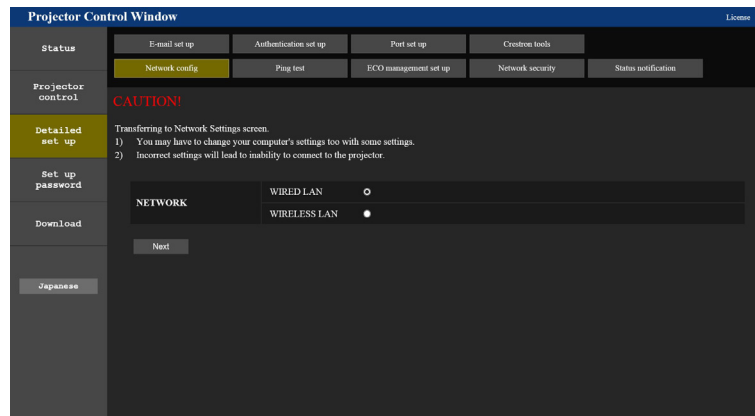 Projector Control Window
License
Status
E-mail set up
Authentication set up
Port set up
Crestron tools
Network config
Ping test
ECO management set up
Network security
Status notification
Projector
control
Detailed
set up
Set up
password
Download
Japanese
CAUTION!
Transferring to Network Settings screen.
1) You may have to change your computer's settings too with some settings.
2) Incorrect settings will lead to inability to connect to the projector.
NETWORK
WIRED LAN
WIRELESS LAN
Next